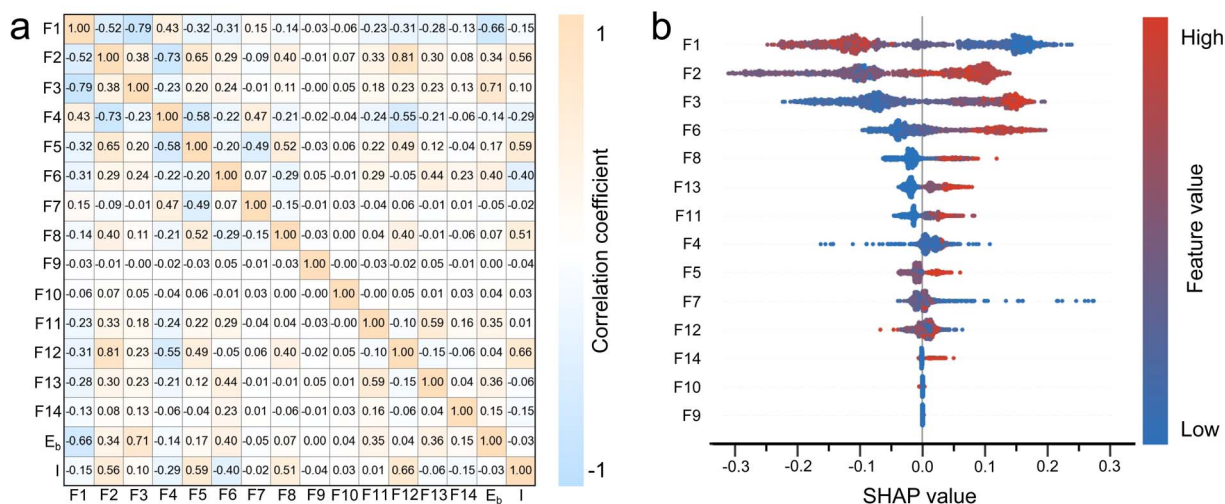 a
F1 1.00 -0.52 -0.79 0.43 -0.32 -0.31 0.15 -0.14 -0.03 -0.06 -0.23 -0.31 -0.28 -0.13 -0.66 -0.15
F2 -0.52 1.00 0.38 -0.73 0.65 0.29 -0.09 0.40 -0.01 0.07 0.33 0.81 0.30 0.08 0.34 0.56
F3 -0.79 0.38 1.00 -0.23 0.20 0.24 -0.01 0.11 -0.00 0.05 0.18 0.23 0.23 0.13 0.71 0.10
F4 0.43 -0.73 -0.23 1.00 -0.58 -0.22 0.47 -0.21 -0.02 -0.04 -0.24 -0.55 -0.21 -0.06 -0.14 -0.29
F5 -0.32 0.65 0.20 -0.58 1.00 -0.20 -0.49 0.52 -0.03 0.06 0.22 0.49 0.12 -0.04 0.17 0.59
F6 -0.31 0.29 0.24 -0.22 -0.20 1.00 0.07 -0.29 0.05 -0.01 0.29 -0.05 0.44 0.23 0.40 -0.40
F7 0.15 -0.09 -0.01 0.47 -0.49 0.07 1.00 -0.15 -0.01 0.03 -0.04 0.06 -0.01 0.01 -0.05 -0.02
F8 -0.14 0.40 0.11 -0.21 0.52 -0.29 -0.15 1.00 -0.03 0.00 0.04 0.40 -0.01 -0.06 0.07 0.51
F9 -0.03 -0.01 -0.00 -0.02 -0.03 0.05 -0.01 -0.03 1.00 -0.00 -0.03 -0.02 0.05 -0.01 0.00 -0.04
F10 -0.06 0.07 0.05 -0.04 0.06 -0.01 0.03 0.00 -0.00 1.00 -0.00 0.05 0.01 0.03 0.04 0.03
F11 -0.23 0.33 0.18 -0.24 0.22 0.29 -0.04 0.04 -0.03 -0.00 1.00 -0.10 0.59 0.16 0.35 0.01
F12 -0.31 0.81 0.23 -0.55 0.49 -0.05 0.06 0.40 -0.02 0.05 -0.10 1.00 -0.15 -0.06 0.04 0.66
F13 -0.28 0.30 0.23 -0.21 0.12 0.44 -0.01 -0.01 0.05 0.01 0.59 -0.15 1.00 0.04 0.36 -0.06
F14 -0.13 0.08 0.13 -0.06 -0.04 0.23 0.01 -0.06 -0.01 0.03 0.16 -0.06 0.04 1.00 0.15 -0.15
E_b -0.66 0.34 0.71 -0.14 0.17 0.40 -0.05 0.07 0.00 0.04 0.35 0.04 0.36 0.15 1.00 -0.03
I -0.15 0.56 0.10 -0.29 0.59 -0.40 -0.02 0.51 -0.04 0.03 0.01 0.66 -0.06 -0.15 -0.03 1.00
F1 F2 F3 F4 F5 F6 F7 F8 F9 F10 F11 F12 F13 F14 E_b I
1
Correlation coefficient
-1
b
F1
F2
F3
F6
F8
F13
F11
F4
F5
F7
F12
F14
F10
F9
-0.3 -0.2 -0.1 0.0 0.1 0.2 0.3
SHAP value
High
Feature value
Low